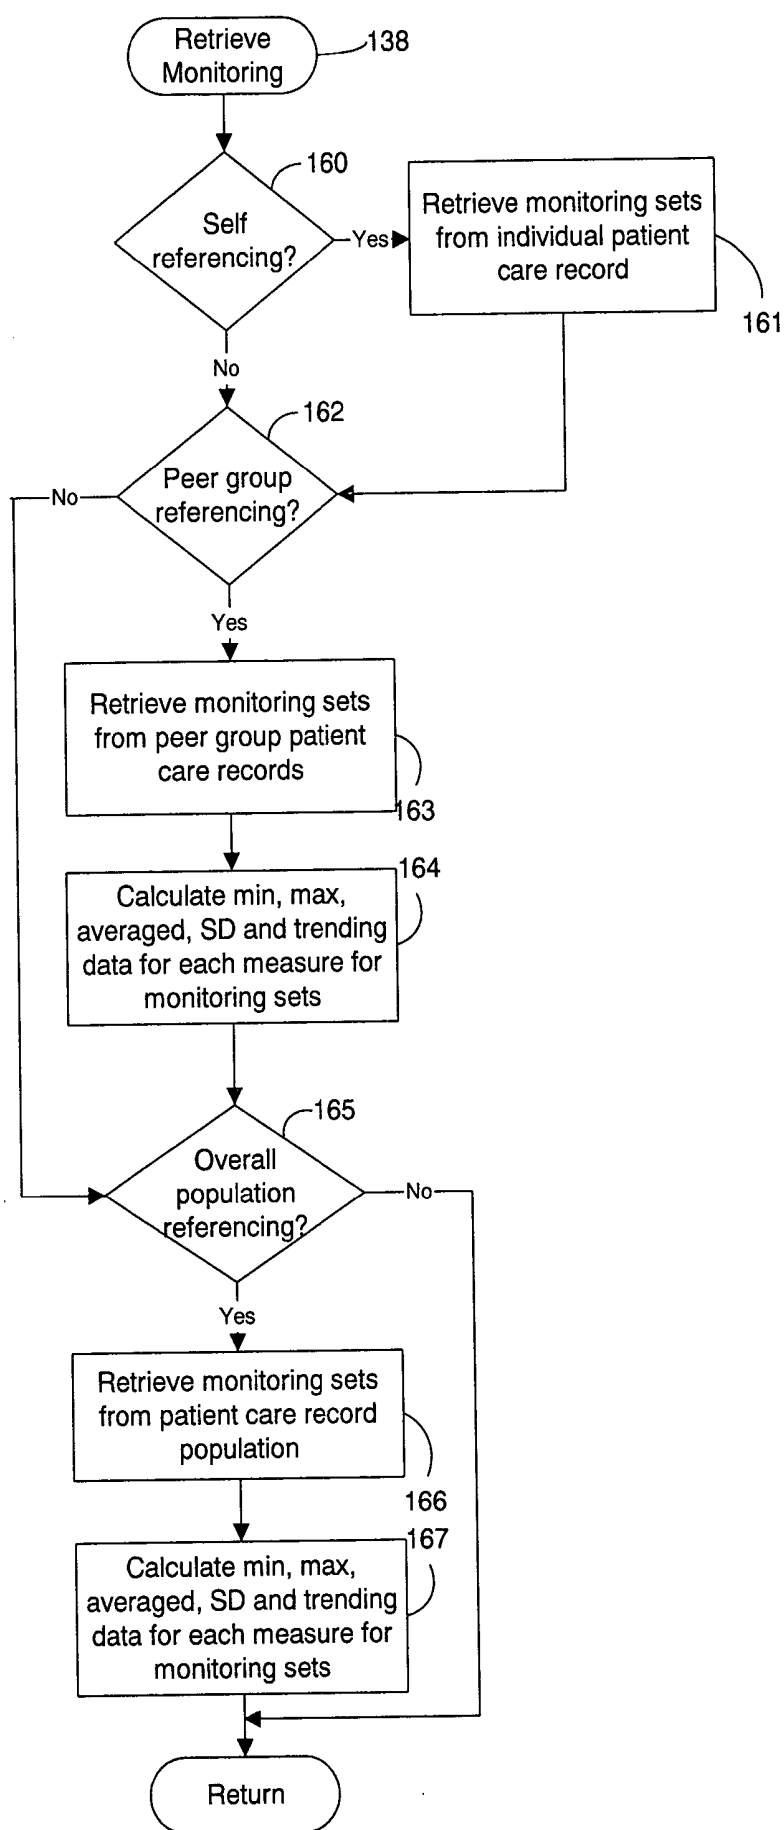 Retrieve
Monitoring
138
160
Self
referencing?
Yes
Retrieve monitoring sets
from individual patient
care record
161
No
162
Peer group
referencing?
No
Yes
Retrieve monitoring sets
from peer group patient
care records
163
164
Calculate min, max,
averaged, SD and trending
data for each measure for
monitoring sets
165
Overall
population
referencing?
No
Yes
Retrieve monitoring sets
from patient care record
population
166
167
Calculate min, max,
averaged, SD and trending
data for each measure for
monitoring sets
Return